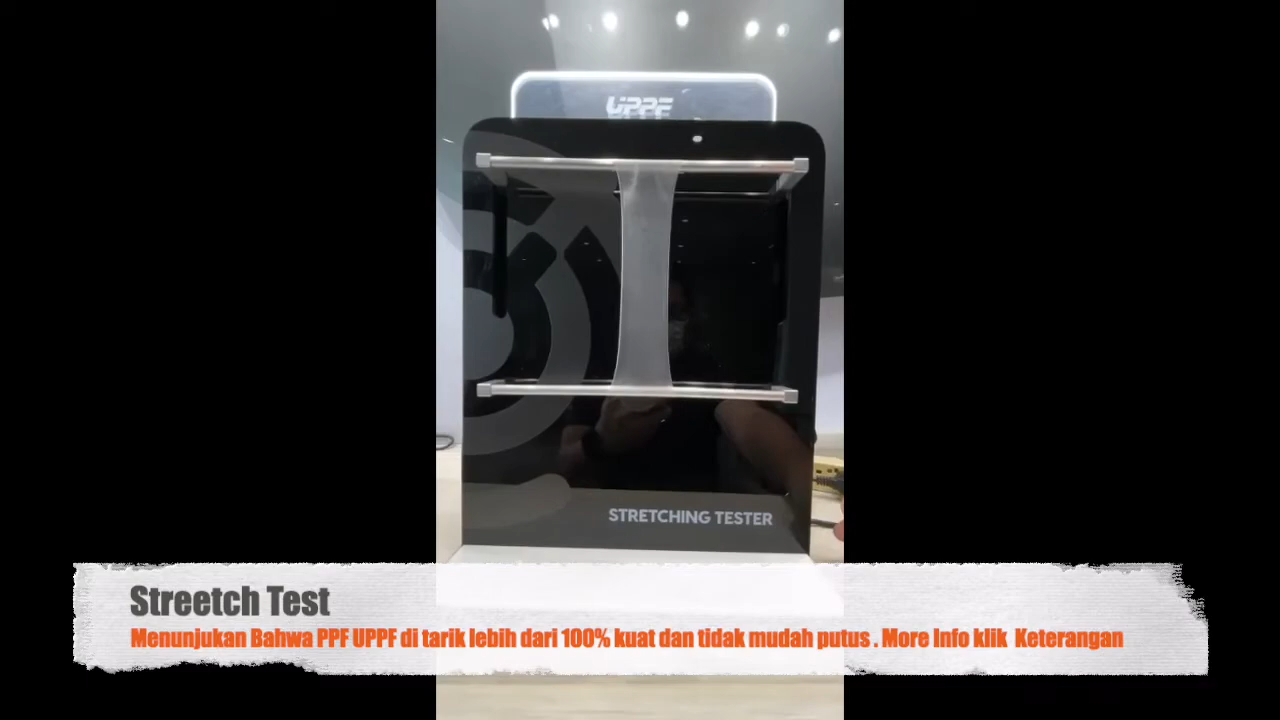 UPPF
STRETCHING TESTER
Streetch Test
Menunjukan Bahwa PPF UPPF di tarik lebih dari 100% kuat dan tidak mudah putus . More Info klik Keterangan